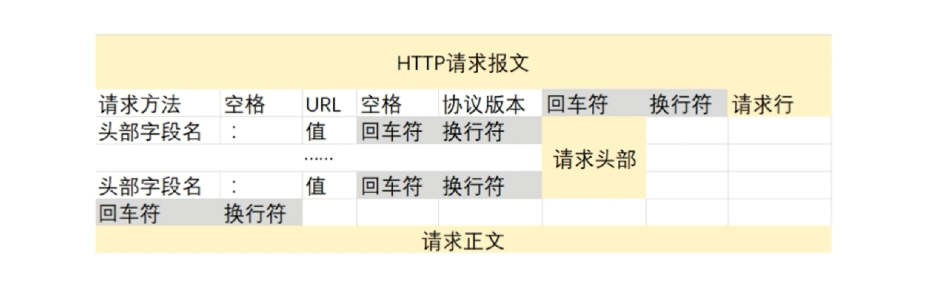 HTTP请求报文
请求方法 空格 URL 空格 协议版本 回车符 换行符 请求行
头部字段名 : 值 回车符 换行符
……
请求头部
头部字段名 : 值 回车符 换行符
回车符 换行符
请求正文